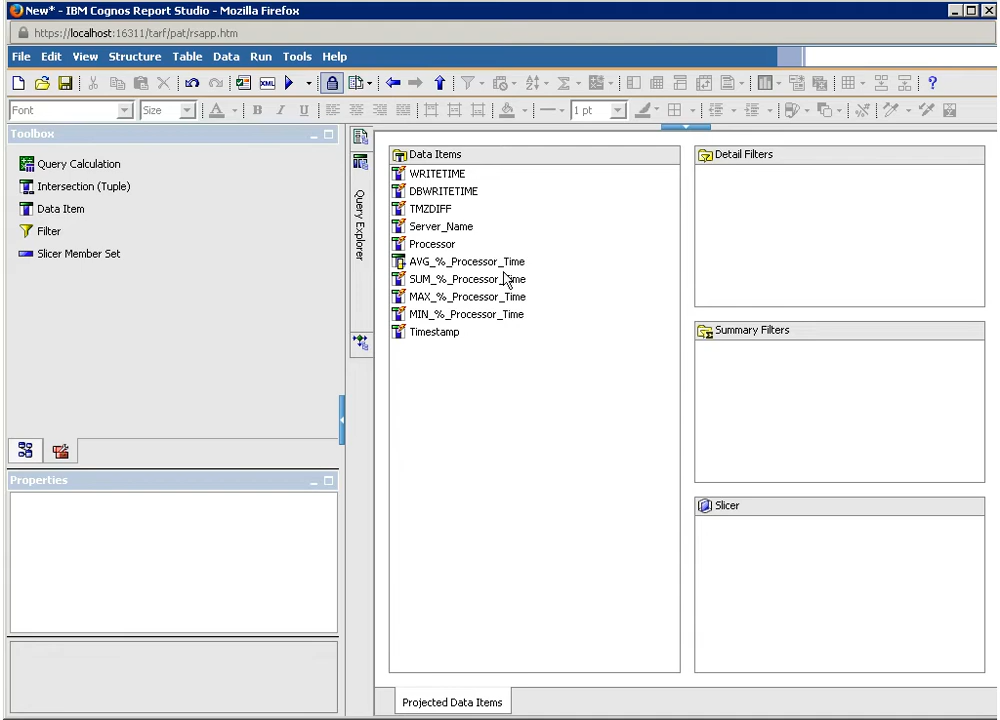 New* - IBM Cognos Report Studio - Mozilla Firefox
https://localhost:16311/tarf/pat/rsapp.htm
File Edit View Structure Table Data Run Tools Help
Font Size A B I U 1 pt
Toolbox
Query Calculation
Intersection (Tuple)
Data Item
Filter
Slicer Member Set
Properties
Query Explorer
Data Items
WRITETIME
DBWRITETIME
TMZDIFF
Server_Name
Processor
AVG_%_Processor_Time
SUM_%_Processor_Time
MAX_%_Processor_Time
MIN_%_Processor_Time
Timestamp
Projected Data Items
Detail Filters
Summary Filters
Slicer